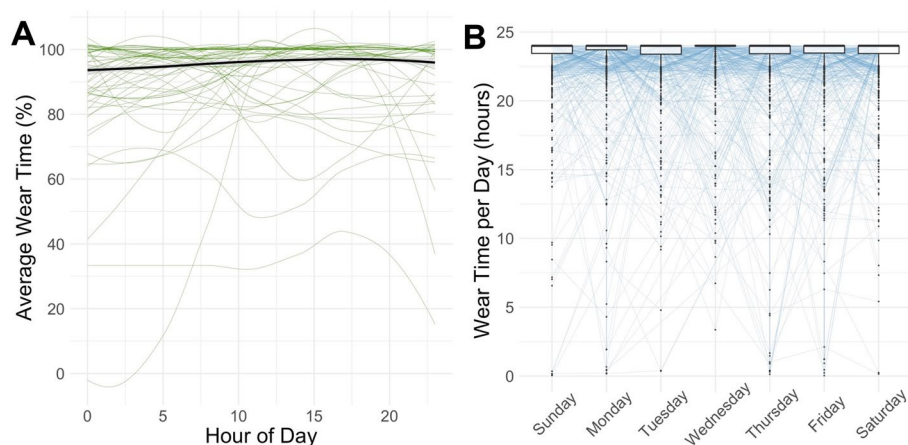 A
Average Wear Time (%)
100
80
60
40
20
0
0
5
10
15
20
Hour of Day
B
Wear Time per Day (hours)
25
20
15
10
5
0
Sunday
Monday
Tuesday
Wednesday
Thursday
Friday
Saturday